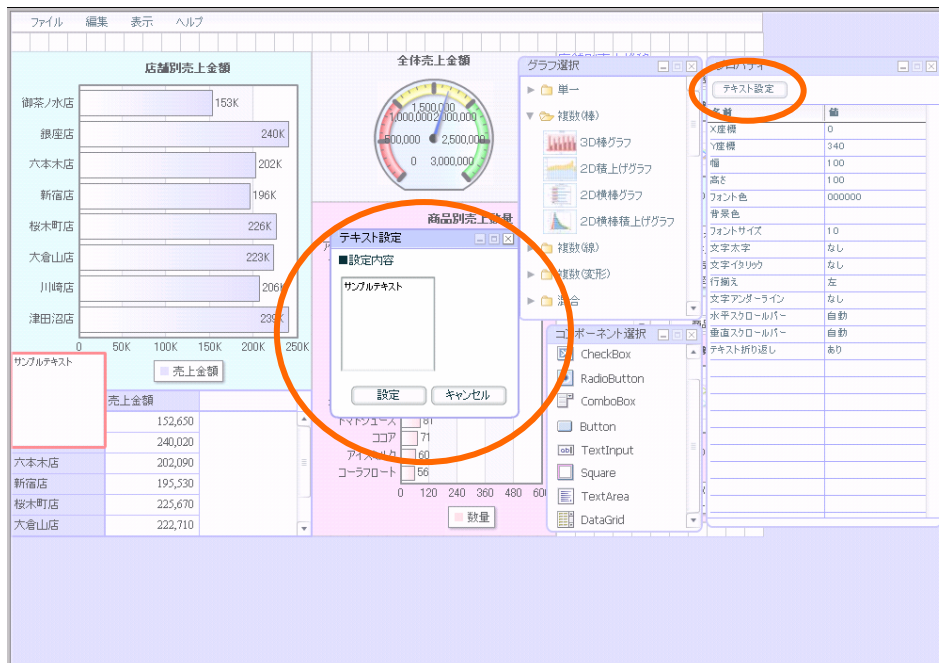 ファイル 編集 表示 ヘルプ
店舗別売上金額
御茶ノ水店 153K
銀座店 240K
六本木店 202K
新宿店 196K
桜木町店 226K
大倉山店 223K
川崎店 206K
津田沼店 239K
0 50K 100K 150K 200K 250K
売上金額
全体売上金額
1,500,000
1,000,000 2,000,000
500,000 2,500,000
0 3,000,000
商品別売上数量
トマトジュース 81
ココア 71
アイスミルク 60
コーラフロート 56
0 120 240 360 480 600
数量
サンプルテキスト
売上金額
152,650
240,020
六本木店 202,090
新宿店 195,530
桜木町店 225,670
大倉山店 222,710
テキスト設定
■設定内容
サンプルテキスト
設定 キャンセル
グラフ選択
単一
複数(棒)
3D棒グラフ
2D積上げグラフ
2D横棒グラフ
2D横棒積上げグラフ
複数(線)
複数(変形)
混合
コンポーネント選択
CheckBox
RadioButton
ComboBox
Button
TextInput
Square
TextArea
DataGrid
プロパティ
テキスト設定
名前 値
X座標 0
Y座標 340
幅 100
高さ 100
フォント色 000000
背景色
フォントサイズ 10
文字太字 なし
文字イタリック なし
行揃え 左
文字アンダーライン なし
水平スクロールバー 自動
垂直スクロールバー 自動
テキスト折り返し あり